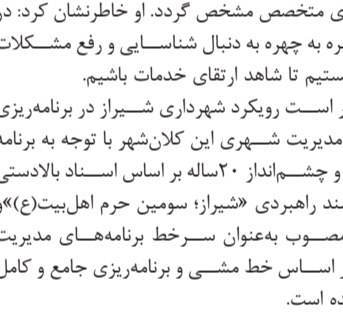 ی متخصص مشخص گردد. او خاطرنشان کرد: در
ره به چهره به دنبال شناسایی و رفع مشکلات
ستیم تا شاهد ارتقای خدمات باشیم.
ر است رویکرد شهرداری شیراز در برنامه‌ریزی
مدیریت شهری این کلان‌شهر با توجه به برنامه
و چشم‌انداز ۲۰ساله بر اساس اسناد بالادستی
سند راهبردی «شیراز؛ سومین حرم اهل‌بیت(ع)»و
مصوب به‌عنوان سرخط برنامه‌های مدیریت
ر اساس خط مشی و برنامه‌ریزی جامع و کامل
ده است.